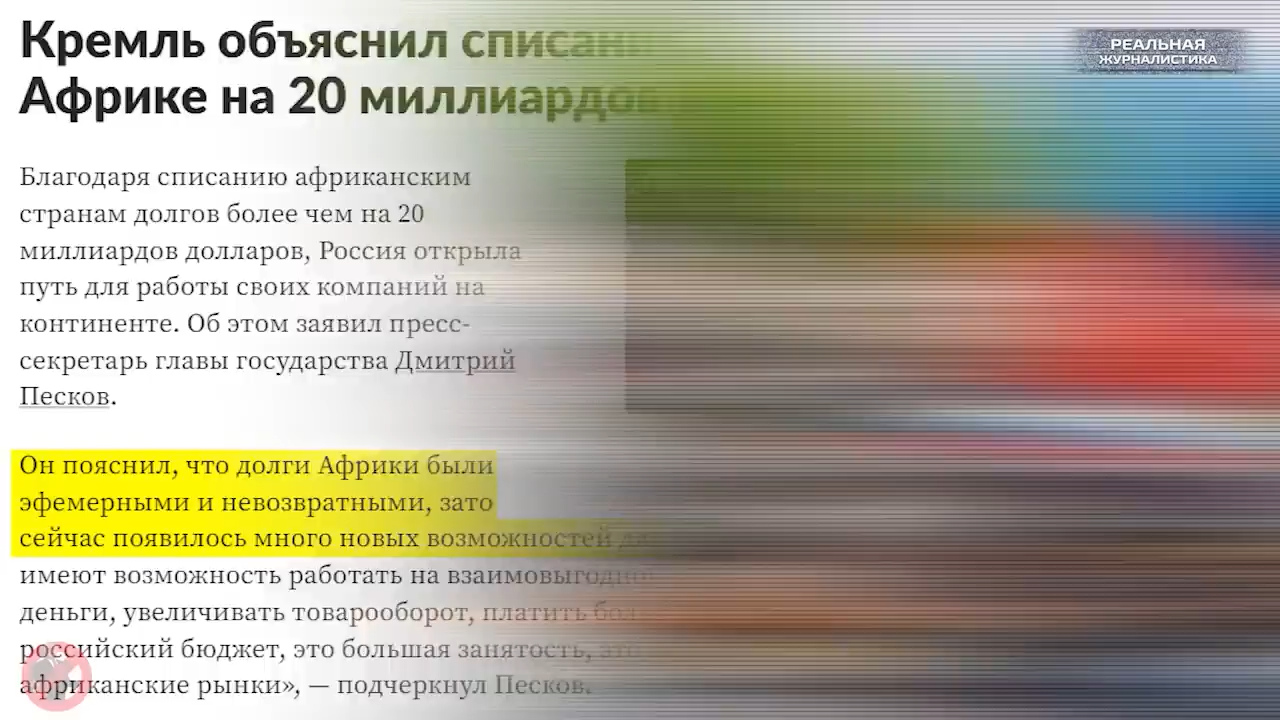 Кремль объяснил списан
Африке на 20 миллиардов
РЕАЛЬНАЯ
ЖУРНАЛИСТИКА
Благодаря списанию африканским
странам долгов более чем на 20
миллиардов долларов, Россия открыла
путь для работы своих компаний на
континенте. Об этом заявил пресс-
секретарь главы государства Дмитрий
Песков.
Он пояснил, что долги Африки были
эфемерными и невозвратными, зато
сейчас появилось много новых возможностей
имеют возможность работать на
деньги, увеличивать товарооборот, платить
российский бюджет, это большая занятость,
африканские рынки», — подчеркнул Песков.